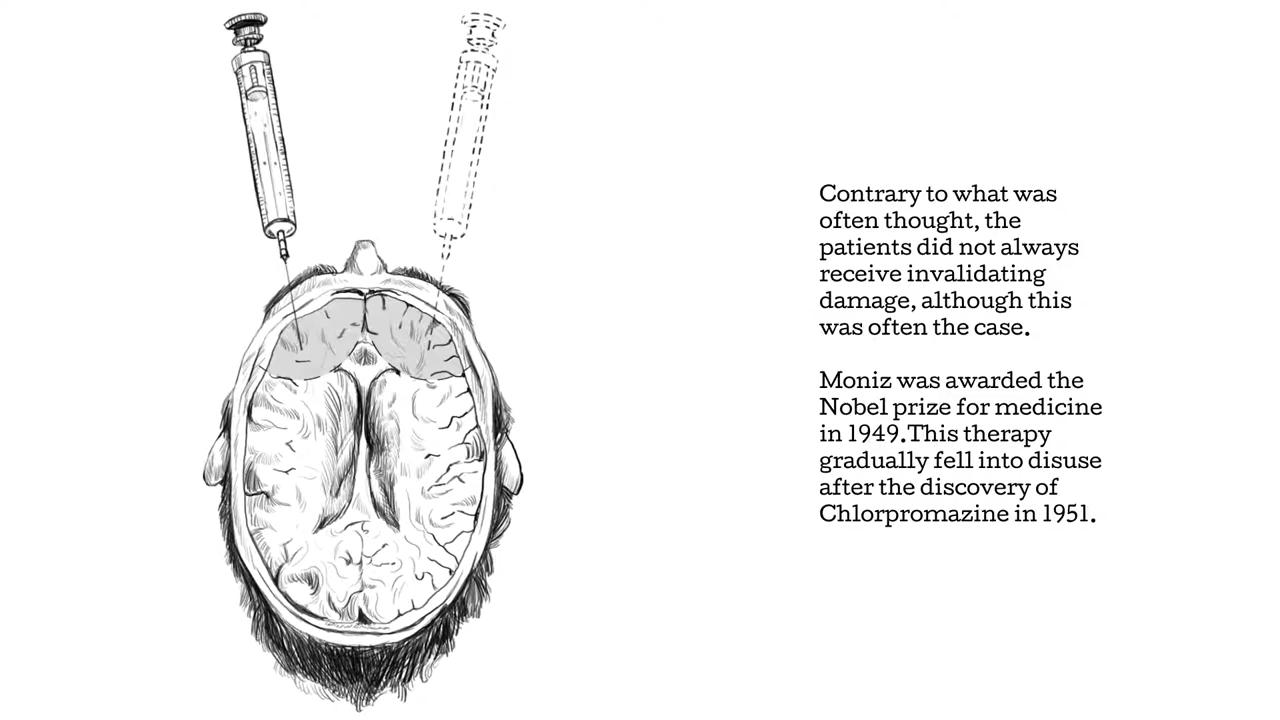 Contrary to what was
often thought, the
patients did not always
receive invalidating
damage, although this
was often the case.
Moniz was awarded the
Nobel prize for medicine
in 1949.This therapy
gradually fell into disuse
after the discovery of
Chlorpromazine in 1951.